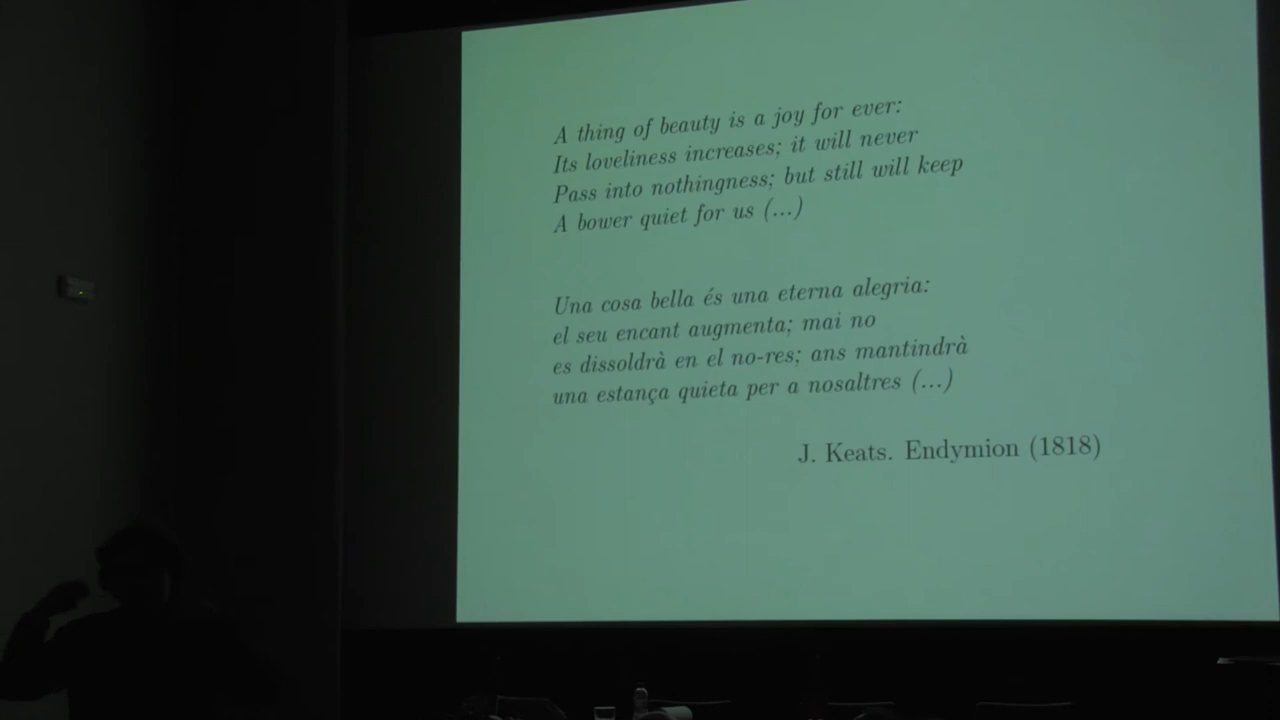 A thing of beauty is a joy for ever:
Its loveliness increases; it will never
Pass into nothingness; but still will keep
A bower quiet for us (...)
Una cosa bella és una eterna alegria:
el seu encant augmenta; mai no
es dissoldrà en el no-res; ans mantindrà
una estança quieta per a nosaltres (...)
J. Keats. Endymion (1818)